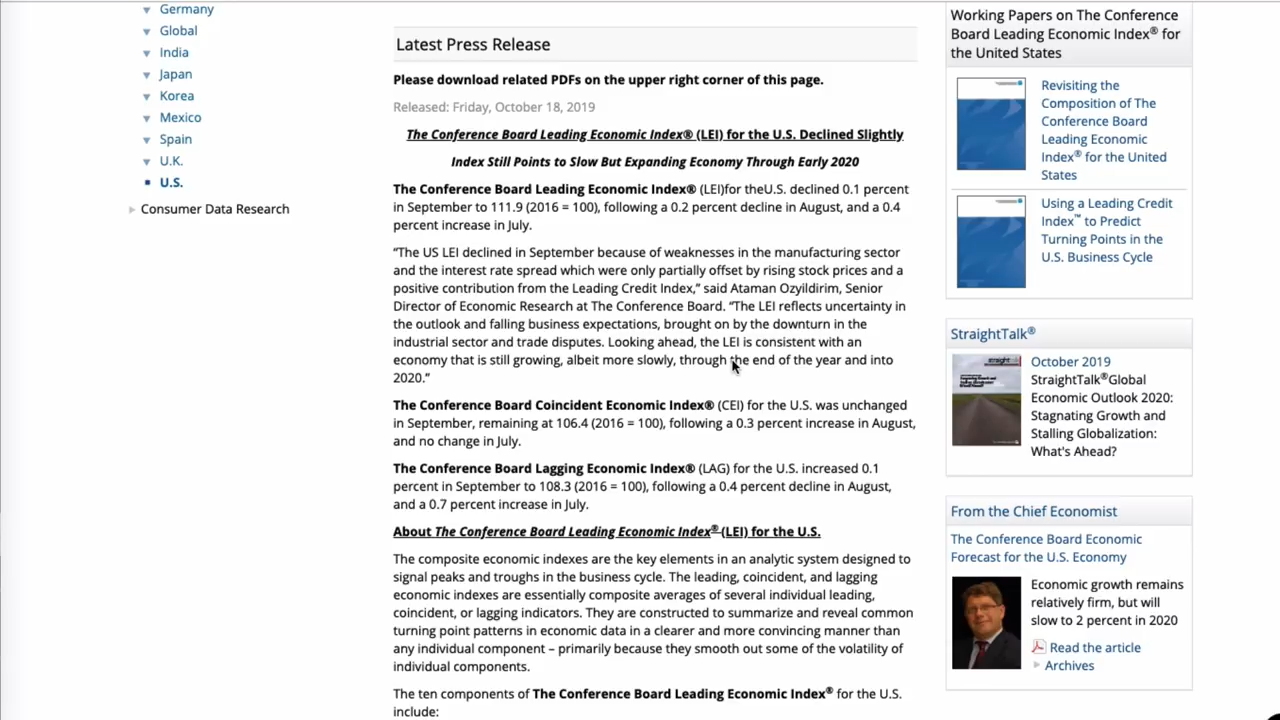 Germany
Global
India
Japan
Korea
Mexico
Spain
U.K.
U.S.
Consumer Data Research
Latest Press Release
Please download related PDFs on the upper right corner of this page.
Released: Friday, October 18, 2019
The Conference Board Leading Economic Index® (LEI) for the U.S. Declined Slightly
Index Still Points to Slow But Expanding Economy Through Early 2020
The Conference Board Leading Economic Index® (LEI)for theU.S. declined 0.1 percent
in September to 111.9 (2016 = 100), following a 0.2 percent decline in August, and a 0.4
percent increase in July.
“The US LEI declined in September because of weaknesses in the manufacturing sector
and the interest rate spread which were only partially offset by rising stock prices and a
positive contribution from the Leading Credit Index,” said Ataman Ozyildirim, Senior
Director of Economic Research at The Conference Board. “The LEI reflects uncertainty in
the outlook and falling business expectations, brought on by the downturn in the
industrial sector and trade disputes. Looking ahead, the LEI is consistent with an
economy that is still growing, albeit more slowly, through the end of the year and into
2020.”
The Conference Board Coincident Economic Index® (CEI) for the U.S. was unchanged
in September, remaining at 106.4 (2016 = 100), following a 0.3 percent increase in August,
and no change in July.
The Conference Board Lagging Economic Index® (LAG) for the U.S. increased 0.1
percent in September to 108.3 (2016 = 100), following a 0.4 percent decline in August,
and a 0.7 percent increase in July.
About The Conference Board Leading Economic Index® (LEI) for the U.S.
The composite economic indexes are the key elements in an analytic system designed to
signal peaks and troughs in the business cycle. The leading, coincident, and lagging
economic indexes are essentially composite averages of several individual leading,
coincident, or lagging indicators. They are constructed to summarize and reveal common
turning point patterns in economic data in a clearer and more convincing manner than
any individual component – primarily because they smooth out some of the volatility of
individual components.
The ten components of The Conference Board Leading Economic Index® for the U.S.
include:
Working Papers on The Conference
Board Leading Economic Index® for
the United States
Revisiting the
Composition of The
Conference Board
Leading Economic
Index® for the United
States
Using a Leading Credit
Index™ to Predict
Turning Points in the
U.S. Business Cycle
StraightTalk®
October 2019
StraightTalk®Global
Economic Outlook 2020:
Stagnating Growth and
Stalling Globalization:
What's Ahead?
From the Chief Economist
The Conference Board Economic
Forecast for the U.S. Economy
Economic growth remains
relatively firm, but will
slow to 2 percent in 2020
Read the article
Archives